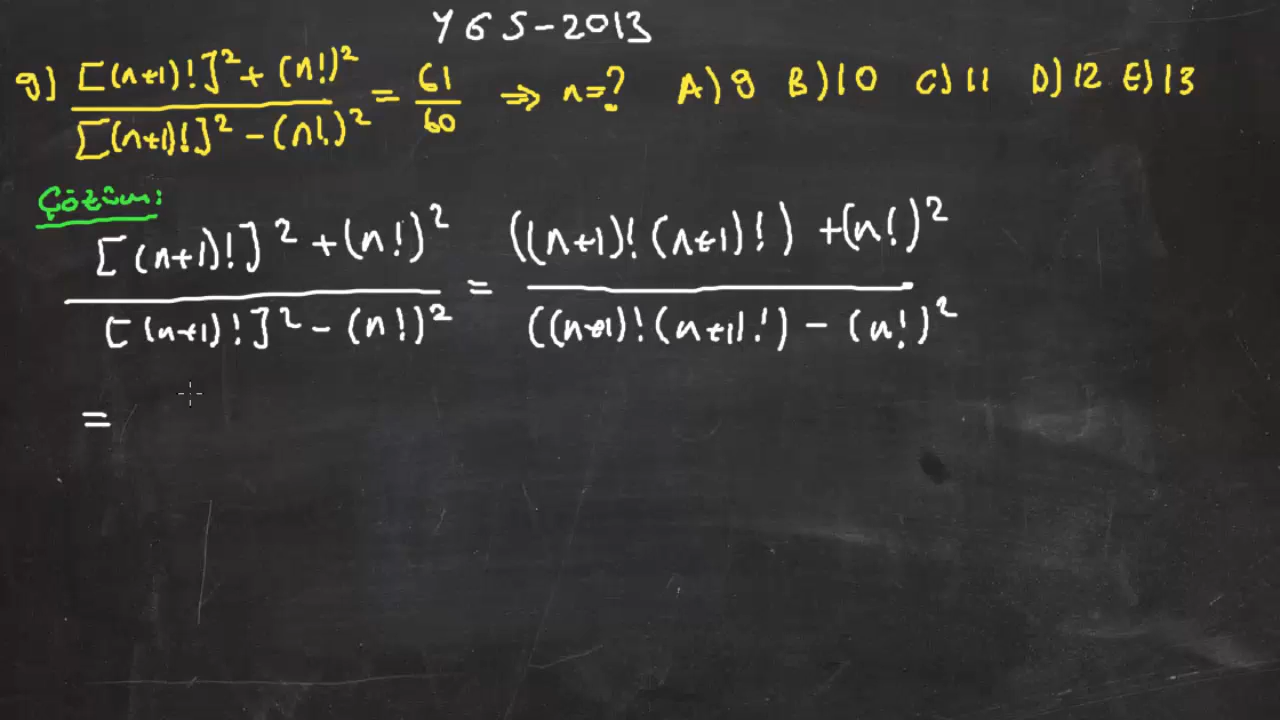 YGS-2013
9) [(n+1)!]² + (n!)² / [(n+1)!]² - (n!)² = 61/60 ⇒ n=? A) 9 B) 10 C) 11 D) 12 E) 13
Çözüm:
[(n+1)!]² + (n!)² / [(n+1)!]² - (n!)² = ((n+1)!(n+1)!) + (n!)² / ((n+1)!(n+1)!) - (n!)²
=